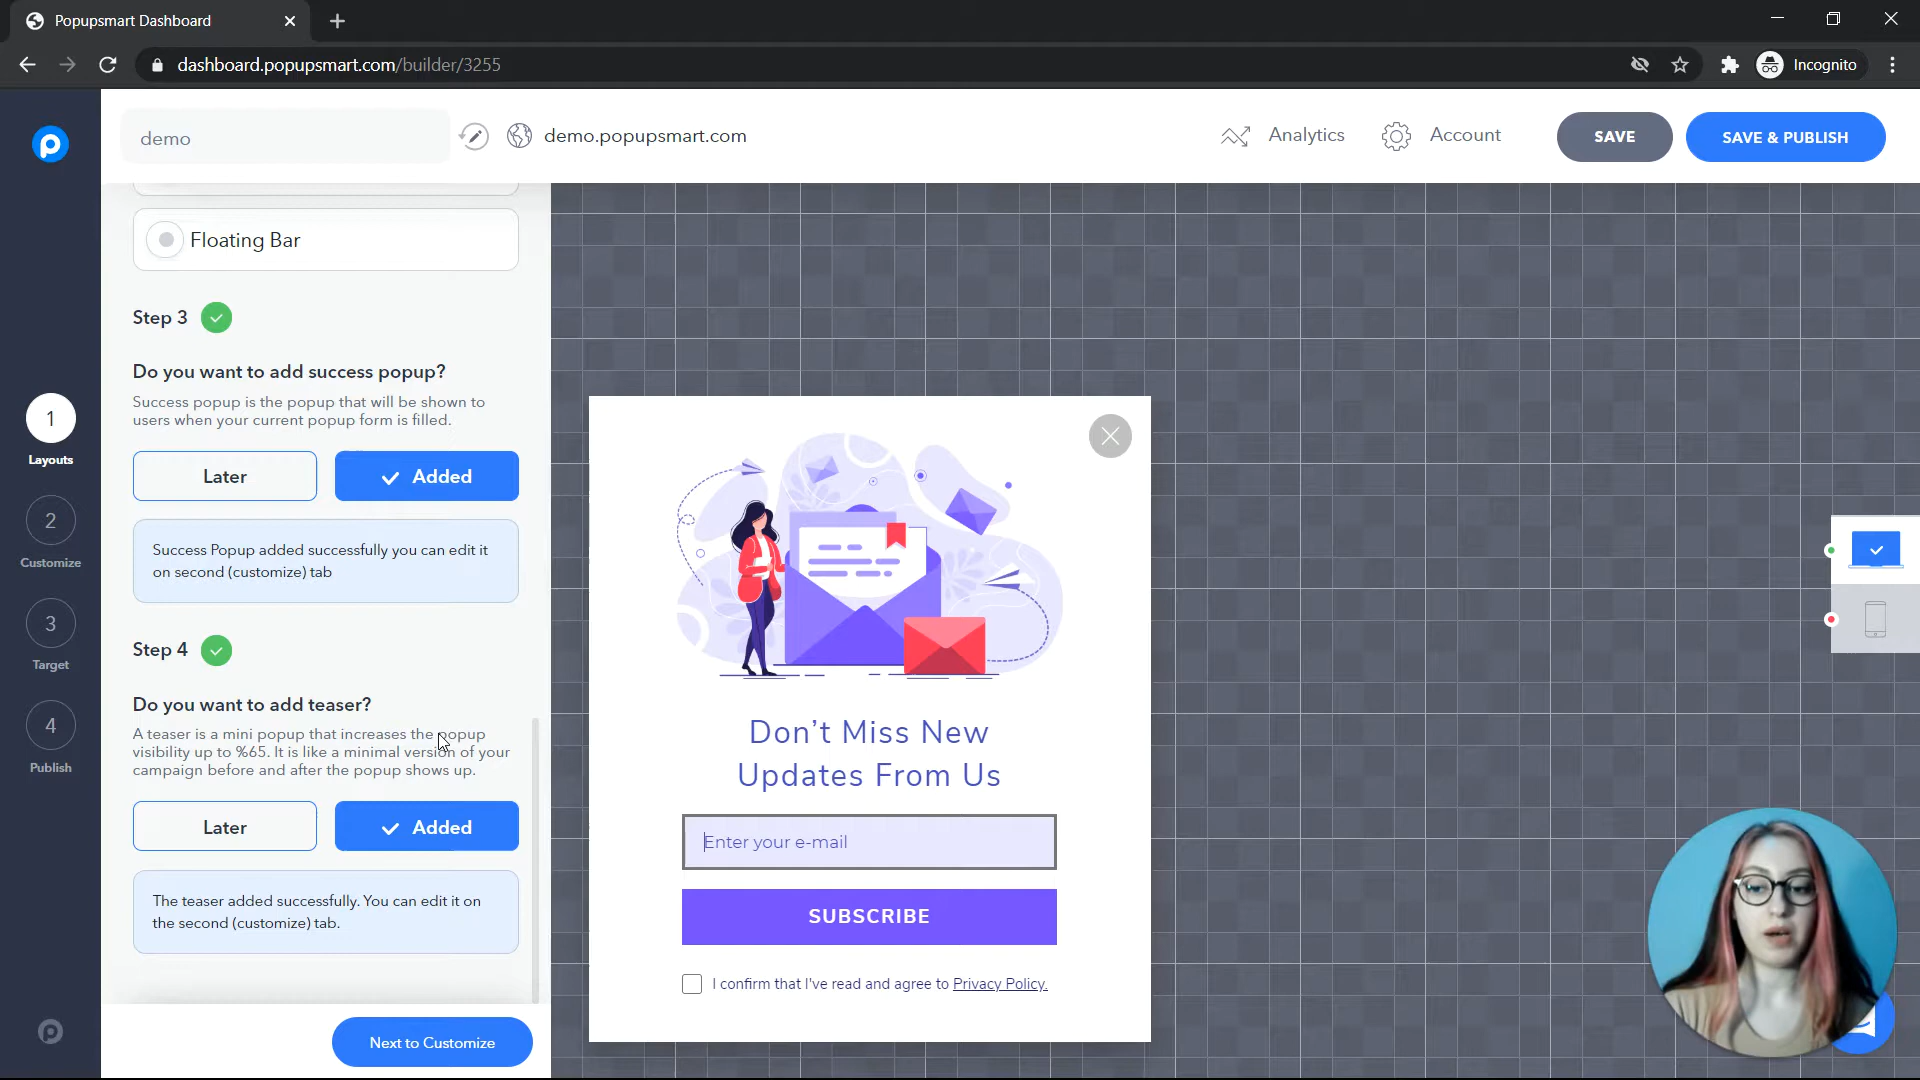 Popupsmart Dashboard
dashboard.popupsmart.com/builder/3255
Incognito
demo
demo.popupsmart.com
Analytics
Account
SAVE
SAVE & PUBLISH
Floating Bar
Step 3
Do you want to add success popup?
Success popup is the popup that will be shown to
users when your current popup form is filled.
Later
Added
Success Popup added successfully you can edit it
on second (customize) tab
Step 4
Do you want to add teaser?
A teaser is a mini popup that increases the popup
visibility up to %65. It is like a minimal version of your
campaign before and after the popup shows up.
Later
Added
The teaser added successfully. You can edit it on
the second (customize) tab.
Next to Customize
1
Layouts
2
Customize
3
Target
4
Publish
Don’t Miss New
Updates From Us
Enter your e-mail
SUBSCRIBE
I confirm that I've read and agree to Privacy Policy.